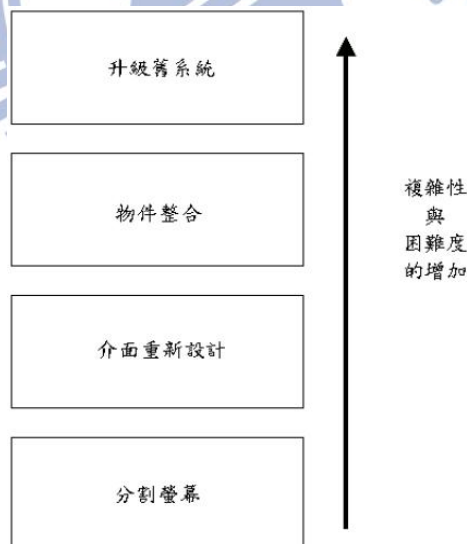 升級舊系統
物件整合
介面重新設計
分割螢幕
複雜性
與
困難度
的增加